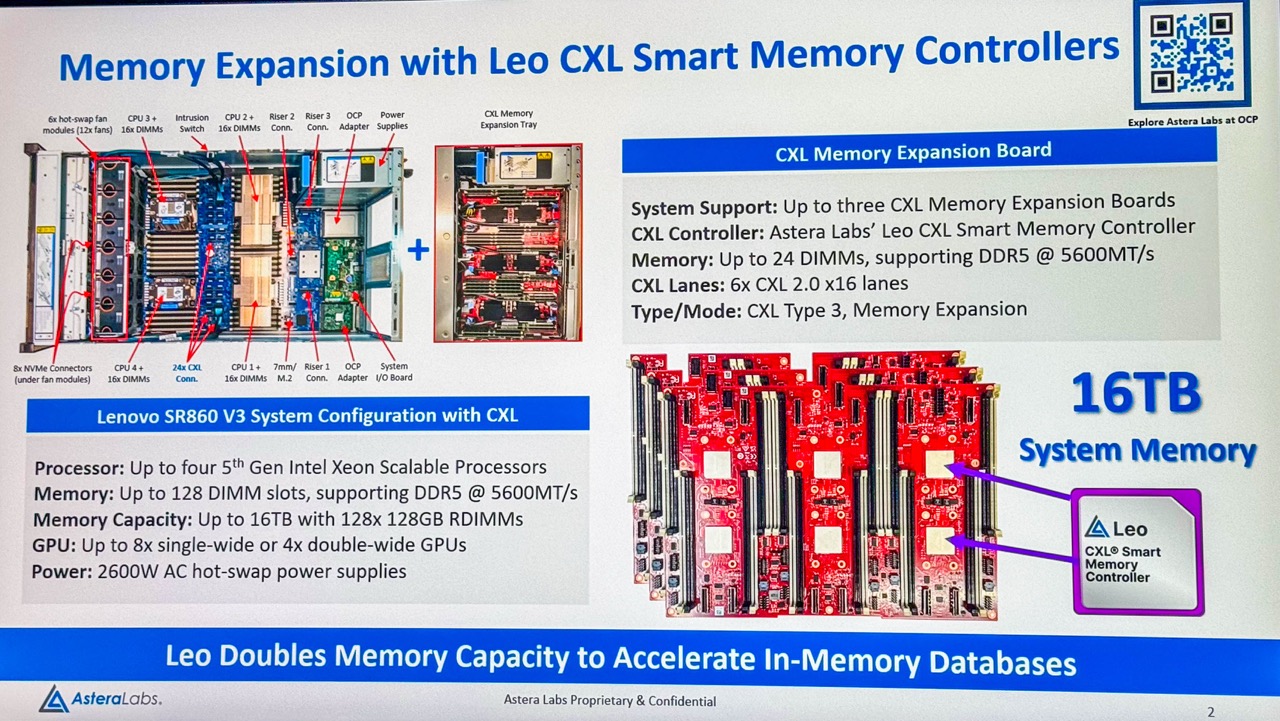 Memory Expansion with Leo CXL Smart Memory Controllers
Explore Astera Labs at OCP
6x hot-swap fan
modules (12x fans)
CPU 3 +
16x DIMMs
Intrusion
Switch
CPU 2 +
16x DIMMs
Riser 2
Conn.
Riser 3
Conn.
OCP
Adapter
Power
Supplies
CXL Memory
Expansion Tray
+
8x NVMe Connectors
(under fan modules)
CPU 4 +
16x DIMMs
24x CXL
Conn.
CPU 1 +
16x DIMMs
7mm/
M.2
Riser 1
Conn.
OCP
Adapter
System
I/O Board
Lenovo SR860 V3 System Configuration with CXL
Processor: Up to four 5th Gen Intel Xeon Scalable Processors
Memory: Up to 128 DIMM slots, supporting DDR5 @ 5600MT/s
Memory Capacity: Up to 16TB with 128x 128GB RDIMMs
GPU: Up to 8x single-wide or 4x double-wide GPUs
Power: 2600W AC hot-swap power supplies
CXL Memory Expansion Board
System Support: Up to three CXL Memory Expansion Boards
CXL Controller: Astera Labs’ Leo CXL Smart Memory Controller
Memory: Up to 24 DIMMs, supporting DDR5 @ 5600MT/s
CXL Lanes: 6x CXL 2.0 x16 lanes
Type/Mode: CXL Type 3, Memory Expansion
16TB
System Memory
Leo
CXL® Smart
Memory
Controller
Leo Doubles Memory Capacity to Accelerate In-Memory Databases
AsteraLabs.
Astera Labs Proprietary & Confidential
2